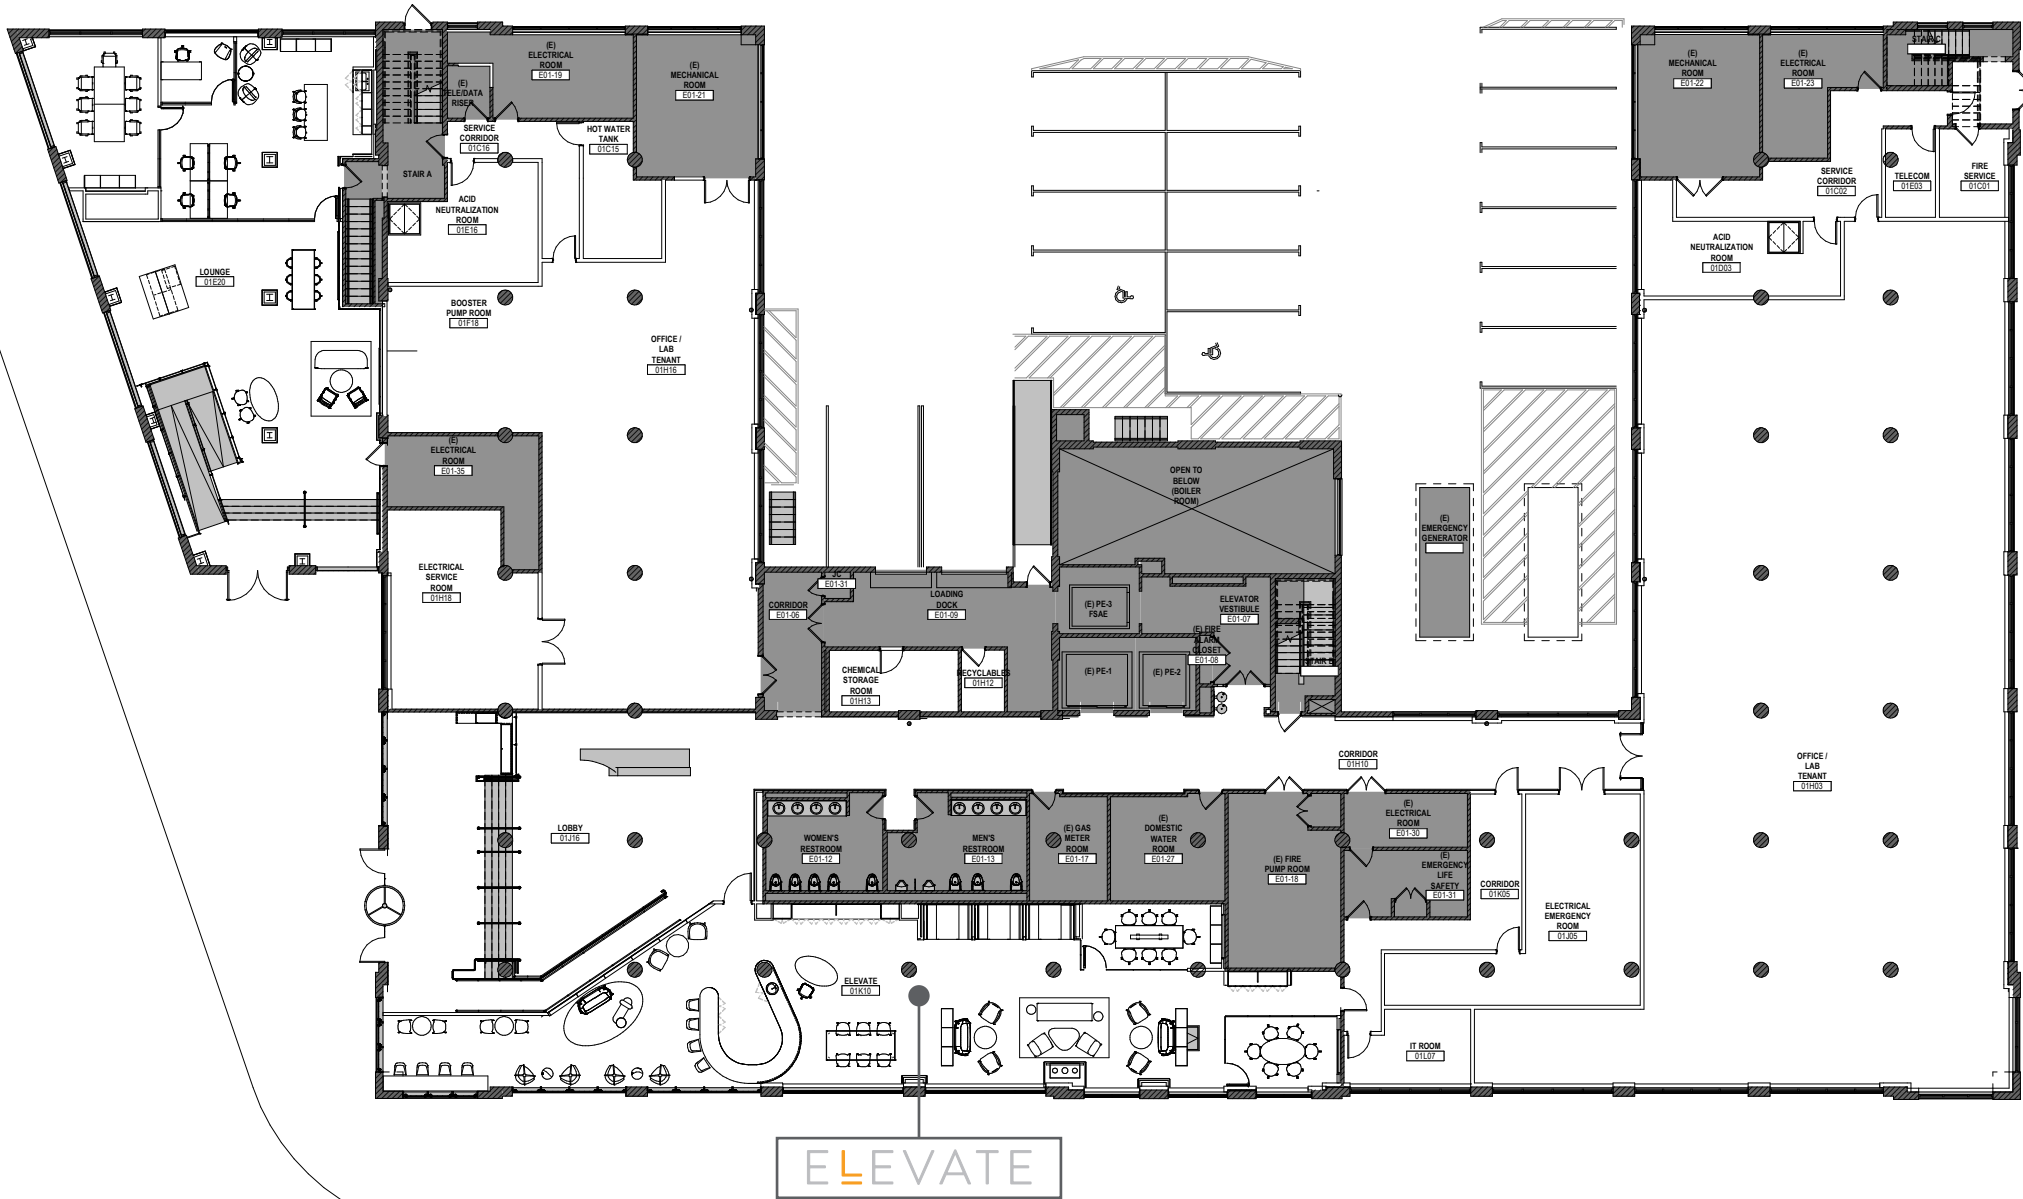 (E)
ELECTRICAL
ROOM
E01-19
(E)
MECHANICAL
ROOM
E01-21
(E)
ELE/DATA
RISER
SERVICE
CORRIDOR
01C16
HOT WATER
TANK
01C15
STAIR A
ACID
NEUTRALIZATION
ROOM
01E16
LOUNGE
01E20
BOOSTER
PUMP ROOM
01F18
OFFICE /
LAB
TENANT
01H16
(E)
ELECTRICAL
ROOM
E01-35
ELECTRICAL
SERVICE
ROOM
01H18
(E)
MECHANICAL
ROOM
E01-22
(E)
ELECTRICAL
ROOM
E01-23
STAIR C
SERVICE
CORRIDOR
01C02
TELECOM
01E03
FIRE
SERVICE
01C01
ACID
NEUTRALIZATION
ROOM
01D03
OPEN TO
BELOW
(BOILER
ROOM)
(E)
EMERGENCY
GENERATOR
JC
E01-31
CORRIDOR
E01-06
LOADING
DOCK
E01-09
(E) PE-3
FSAE
ELEVATOR
VESTIBULE
E01-07
(E) FIRE
ALARM
CLOSET
E01-08
CHEMICAL
STORAGE
ROOM
01H13
RECYCLABLES
01H12
(E) PE-1
(E) PE-2
STAIR B
CORRIDOR
01H10
OFFICE /
LAB
TENANT
01H03
LOBBY
01J16
WOMEN'S
RESTROOM
E01-12
MEN'S
RESTROOM
E01-13
(E) GAS
METER
ROOM
E01-17
(E)
DOMESTIC
WATER
ROOM
E01-27
(E) FIRE
PUMP ROOM
E01-18
(E)
ELECTRICAL
ROOM
E01-30
(E)
EMERGENCY
LIFE
SAFETY
E01-31
CORRIDOR
01K05
ELECTRICAL
EMERGENCY
ROOM
01J05
ELEVATE
01K10
IT ROOM
01L07
ELEVATE